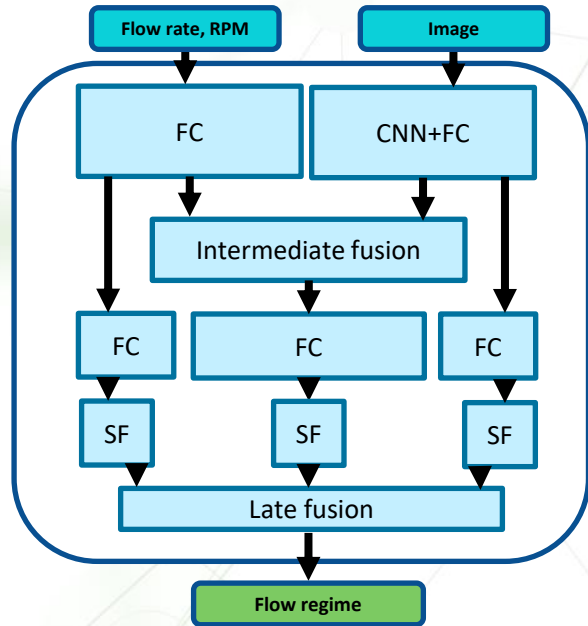 Flow rate, RPM
Image
FC
CNN+FC
Intermediate fusion
FC
FC
FC
SF
SF
SF
Late fusion
Flow regime